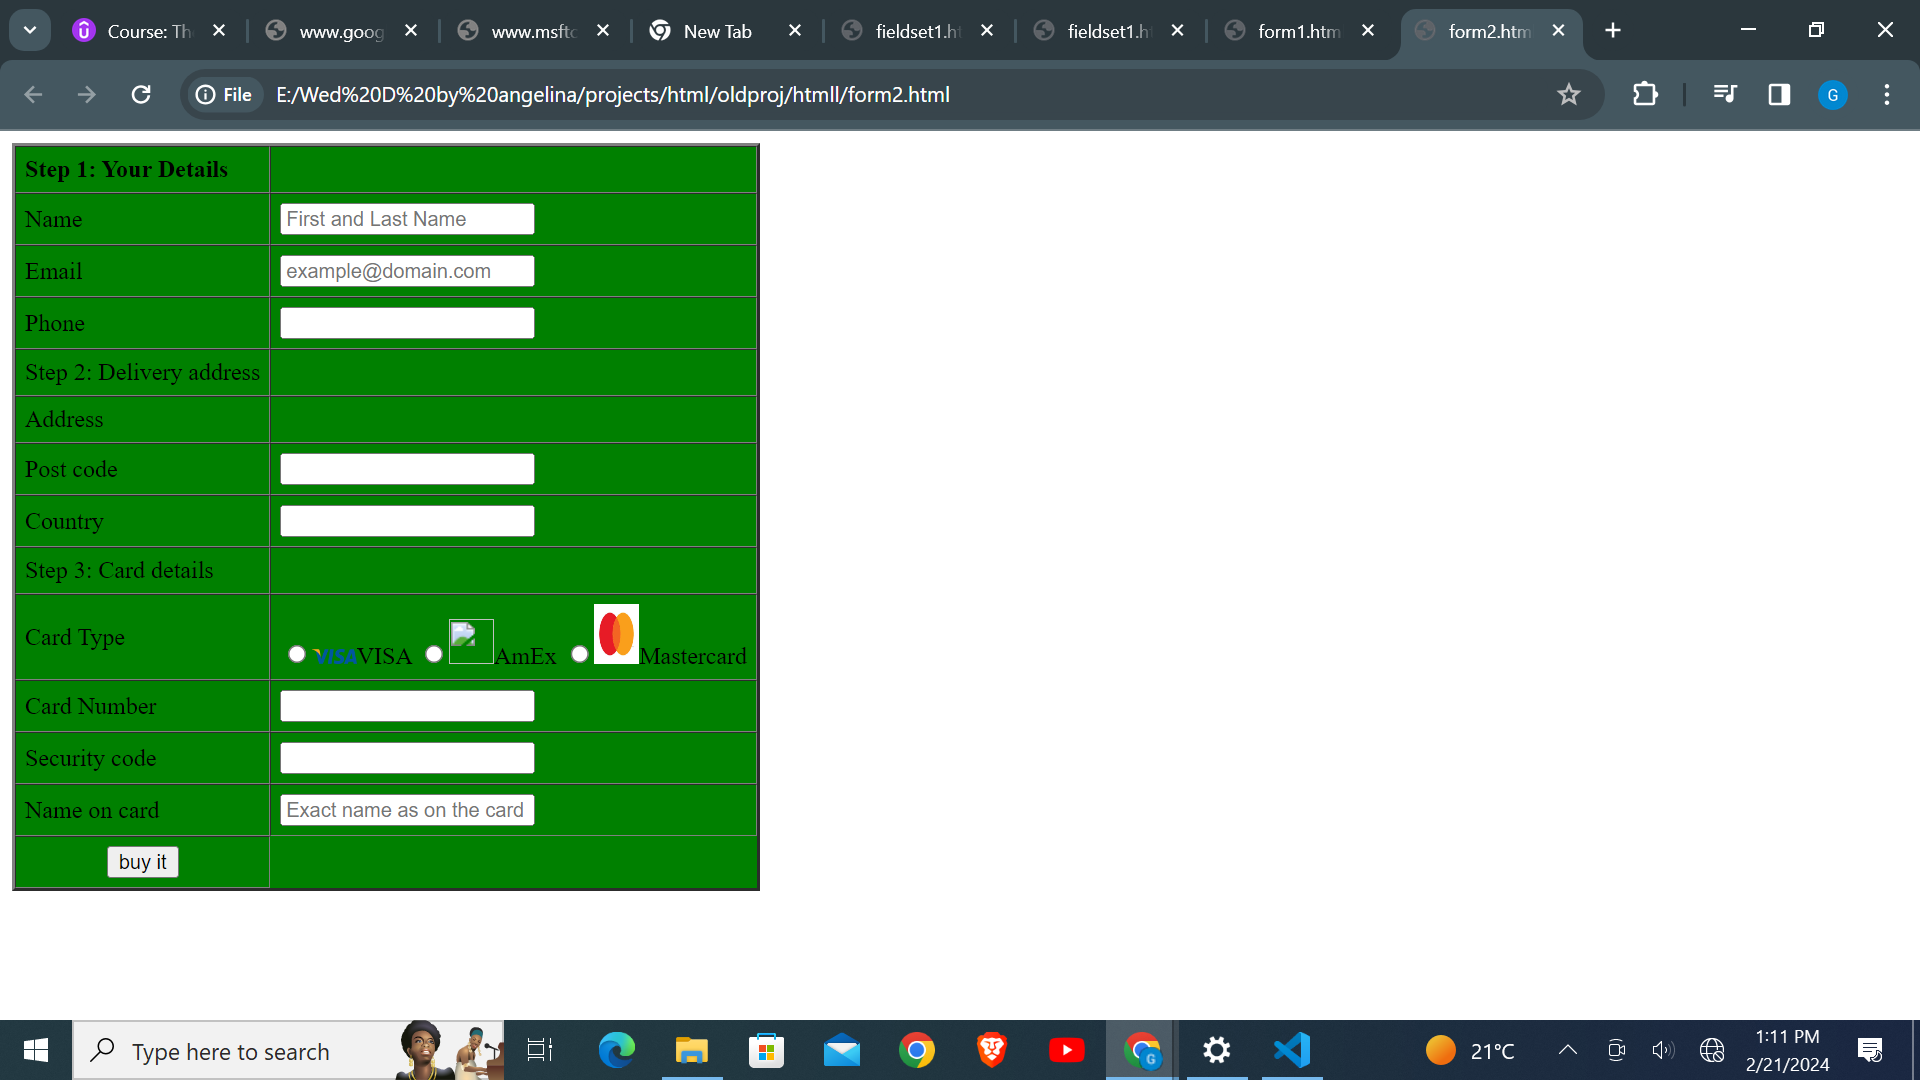 Course: Th
www.goog
www.msftc
New Tab
fieldset1.ht
fieldset1.ht
form1.htm
form2.htm
File
E:/Wed%20D%20by%20angelina/projects/html/oldproj/htmll/form2.html
G
Step 1: Your Details
Name
First and Last Name
Email
example@domain.com
Phone
Step 2: Delivery address
Address
Post code
Country
Step 3: Card details
Card Type
VISA
VISA
AmEx
Mastercard
Card Number
Security code
Name on card
Exact name as on the card
buy it
Type here to search
G
21°C
1:11 PM
2/21/2024